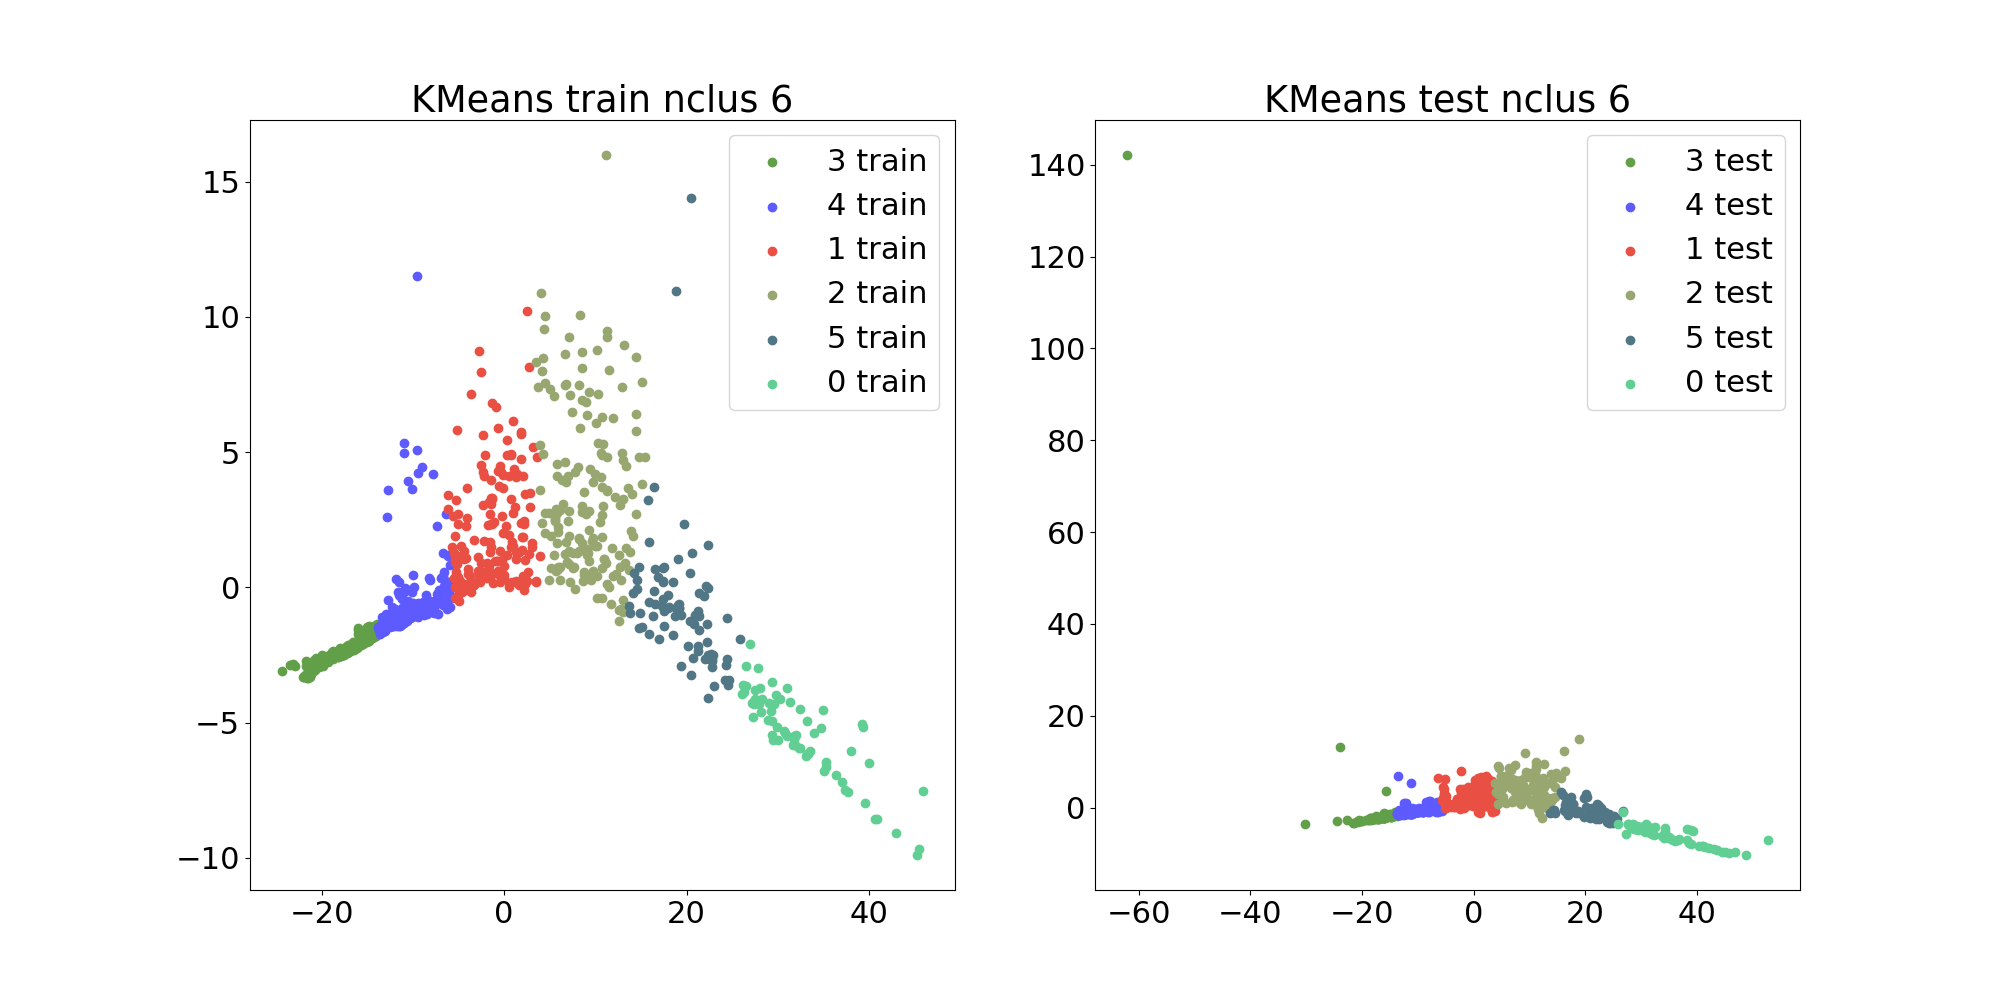 KMeans train nclus 6
3 train
4 train
1 train
2 train
5 train
0 train
15
10
5
0
−5
−10
−20
0
20
40
KMeans test nclus 6
3 test
4 test
1 test
2 test
5 test
0 test
140
120
100
80
60
40
20
0
−60
−40
−20
0
20
40